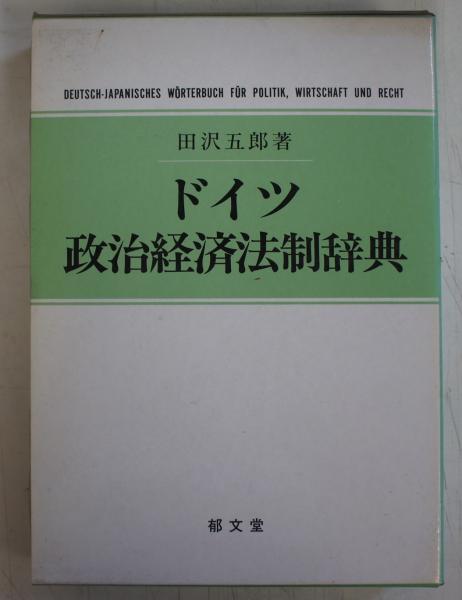 DEUTSCH-JAPANISCHES WÖRTERBUCH FÜR POLITIK, WIRTSCHAFT UND RECHT
田沢五郎著
ドイツ
政治経済法制辞典
郁文堂